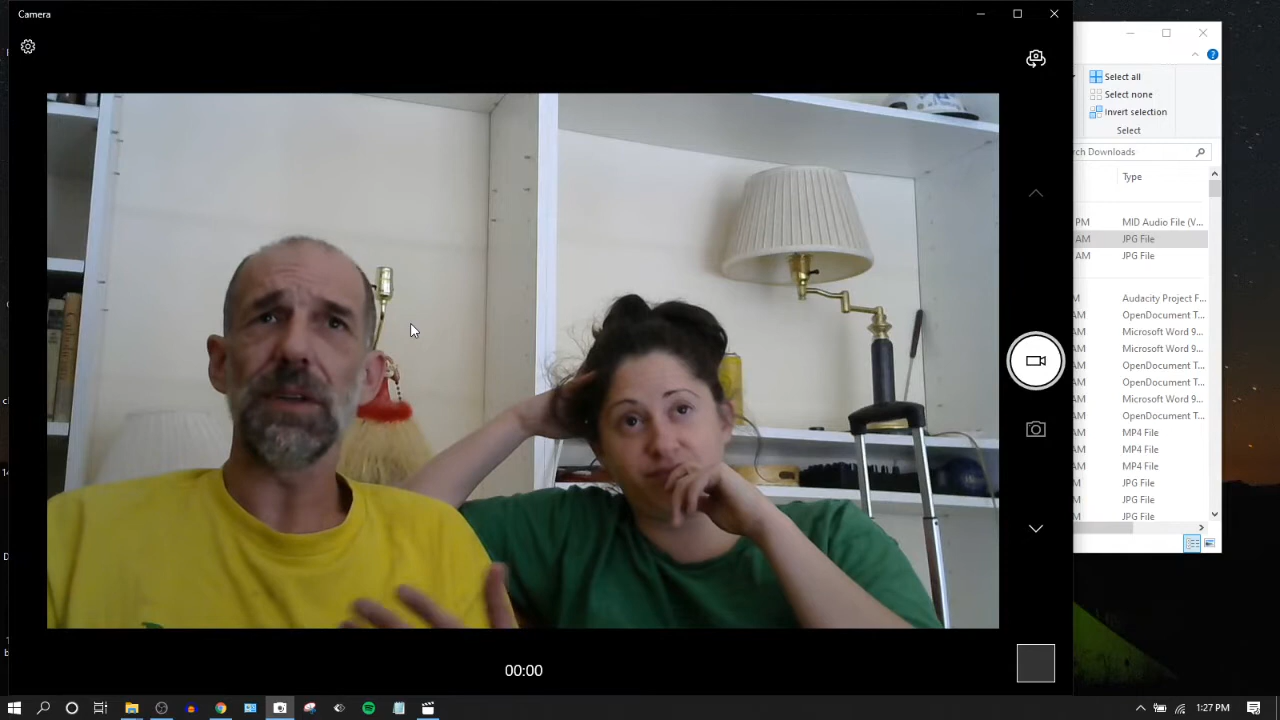 Camera
Select all
Select none
Invert selection
Select
rch Downloads
Type
PM MID Audio File (V...
AM JPG File
AM JPG File
Audacity Project F...
AM OpenDocument T...
AM Microsoft Word 9...
AM Microsoft Word 9...
AM OpenDocument T...
AM OpenDocument T...
AM Microsoft Word 9...
AM OpenDocument T...
AM MP4 File
AM MP4 File
AM MP4 File
JPG File
JPG File
JPG File
00:00
1:27 PM